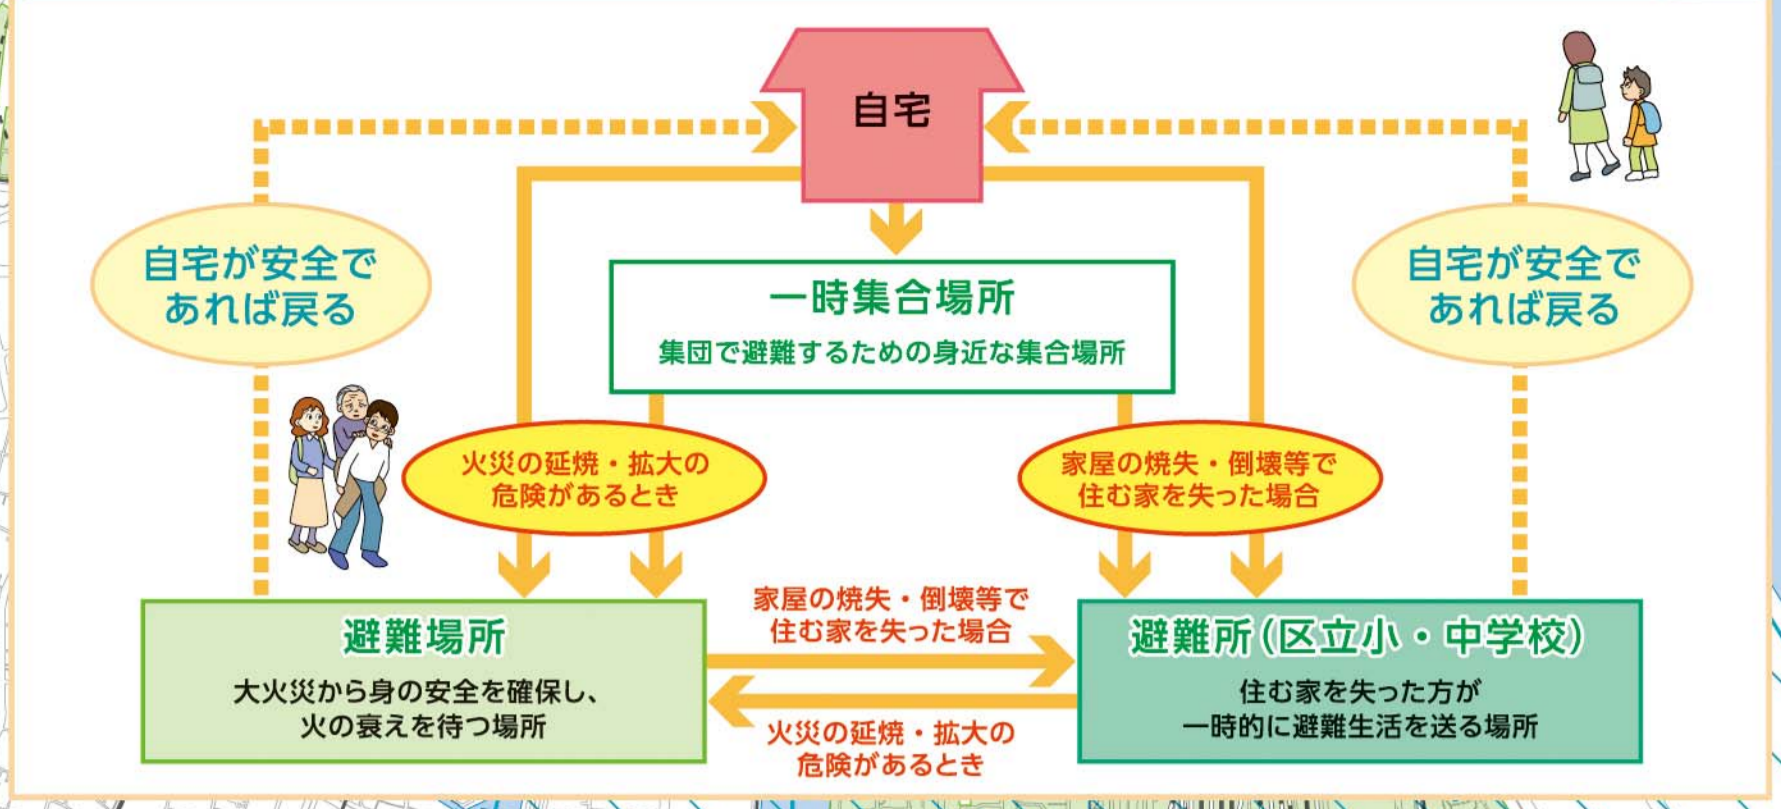 自宅
自宅が安全で
あれば戻る
自宅が安全で
あれば戻る
一時集合場所
集団で避難するための身近な集合場所
火災の延焼・拡大の
危険があるとき
家屋の焼失・倒壊等で
住む家を失った場合
避難場所
大火災から身の安全を確保し、
火の衰えを待つ場所
家屋の焼失・倒壊等で
住む家を失った場合
火災の延焼・拡大の
危険があるとき
避難所(区立小・中学校)
住む家を失った方が
一時的に避難生活を送る場所